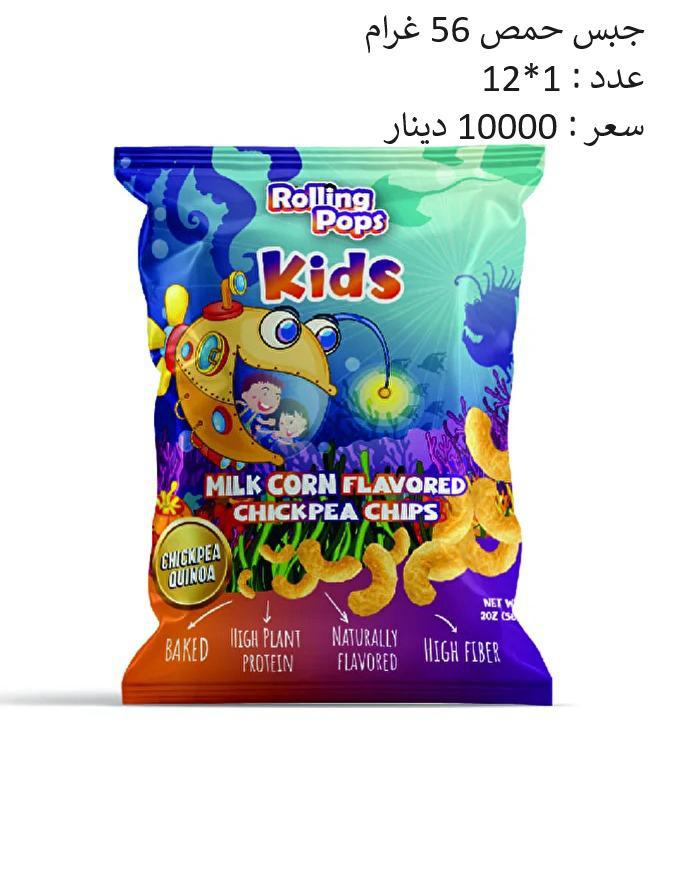 جبس حمص 56 غرام
عدد : 1*12
سعر : 10000 دينار
Rolling
Pops
Kids
MILK CORN FLAVORED
CHICKPEA CHIPS
CHICKPEA
QUINOA
BAKED
HIGH PLANT
PROTEIN
NATURALLY
FLAVORED
HIGH FIBER
NET
2OZ